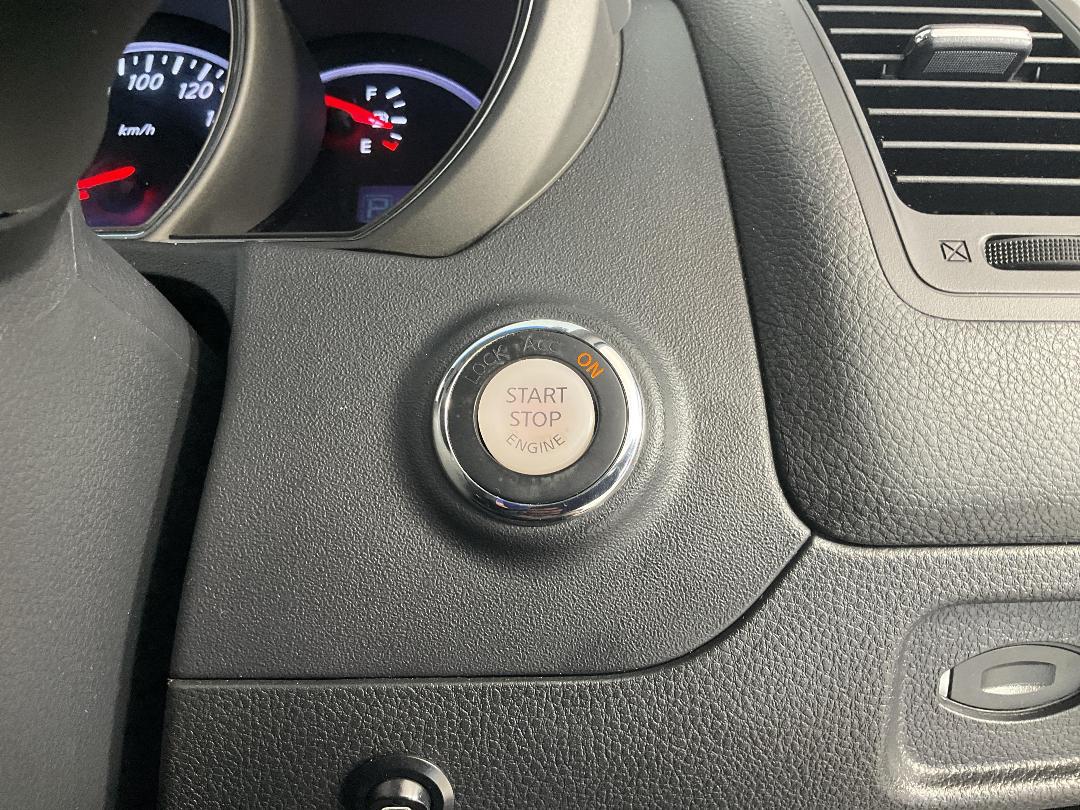 100
120
km/h
F
E
P
LOCK ACC ON
START
STOP
ENGINE